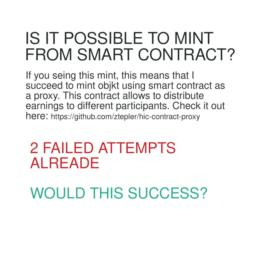 IS IT POSSIBLE TO MINT
FROM SMART CONTRACT?
If you seing this mint, this means that I
succeed to mint objkt using smart contract as
a proxy. This contract allows to distribute
earnings to different participants. Check it out
here: https://github.com/ztepler/hic-contract-proxy
2 FAILED ATTEMPTS
ALREADE
WOULD THIS SUCCESS?